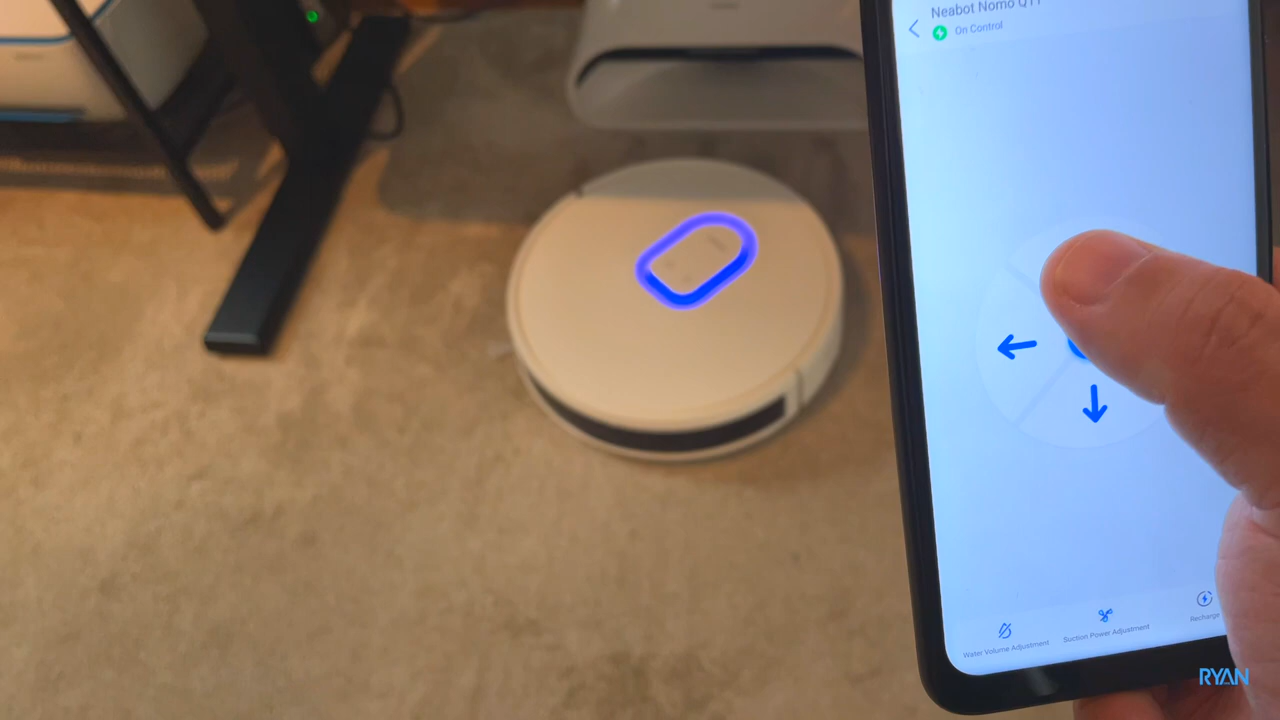 Neabot Nomo Q11
On Control
Water Volume Adjustment
Suction Power Adjustment
Recharge
RYAN